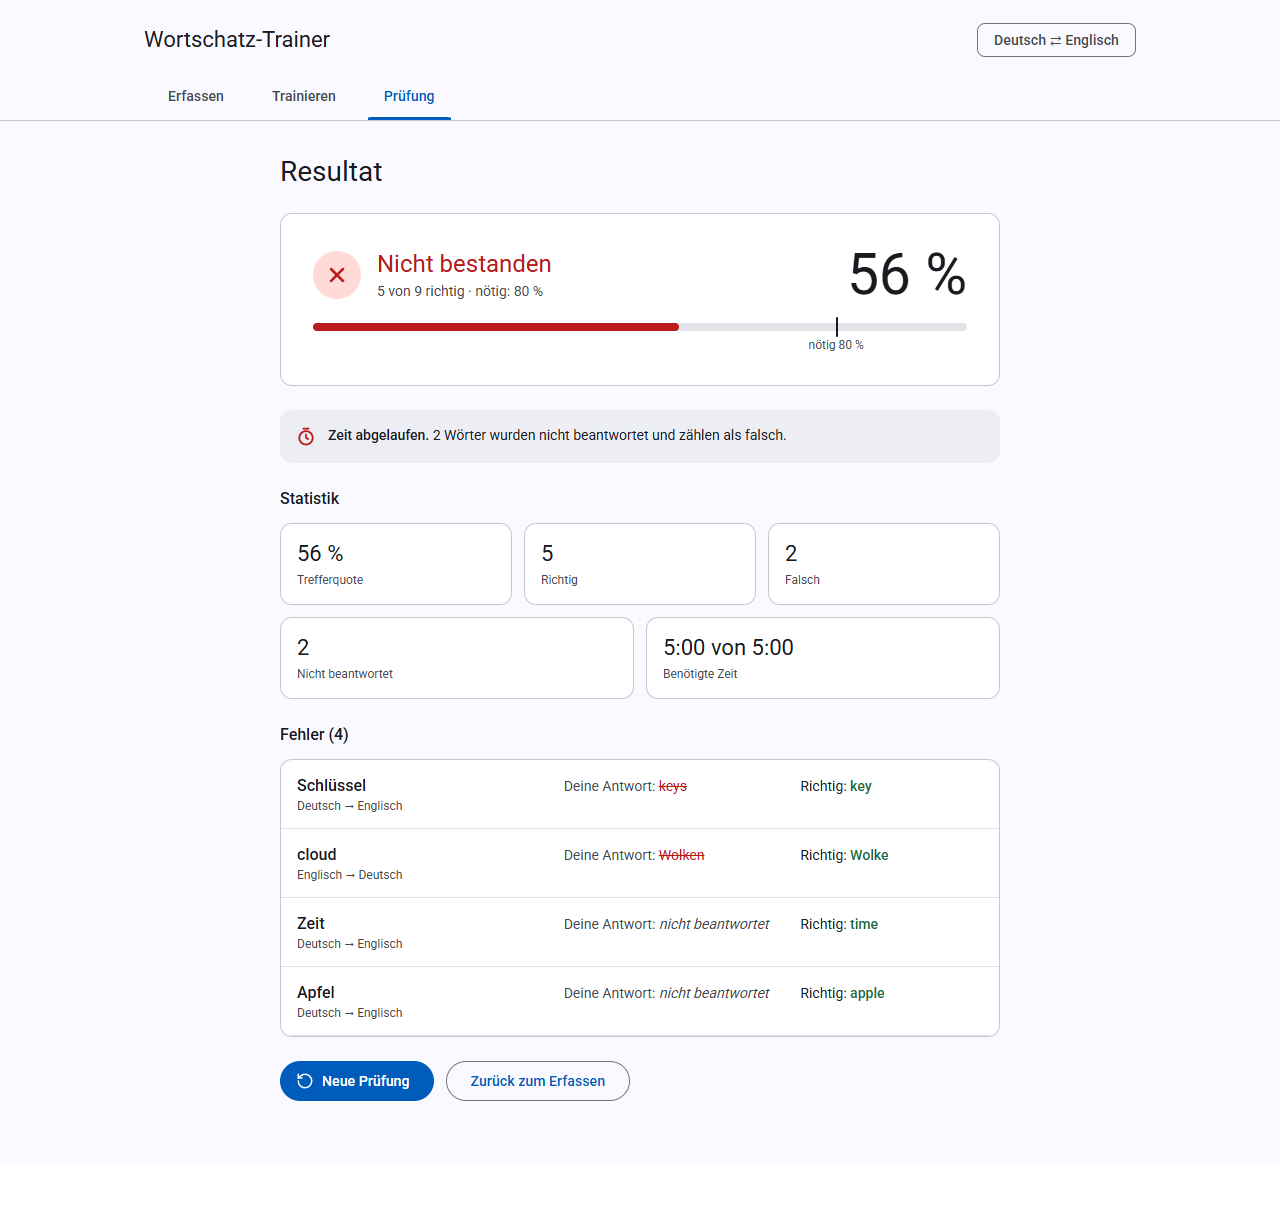 Wortschatz-Trainer
Deutsch ⇄ Englisch
Erfassen Trainieren Prüfung
Resultat
Nicht bestanden
5 von 9 richtig · nötig: 80 %
56 %
nötig 80 %
Zeit abgelaufen. 2 Wörter wurden nicht beantwortet und zählen als falsch.
Statistik
56 %
Trefferquote
5
Richtig
2
Falsch
2
Nicht beantwortet
5:00 von 5:00
Benötigte Zeit
Fehler (4)
Schlüssel
Deutsch → Englisch
Deine Antwort: keys
Richtig: key
cloud
Englisch → Deutsch
Deine Antwort: Wolken
Richtig: Wolke
Zeit
Deutsch → Englisch
Deine Antwort: nicht beantwortet
Richtig: time
Apfel
Deutsch → Englisch
Deine Antwort: nicht beantwortet
Richtig: apple
Neue Prüfung
Zurück zum Erfassen